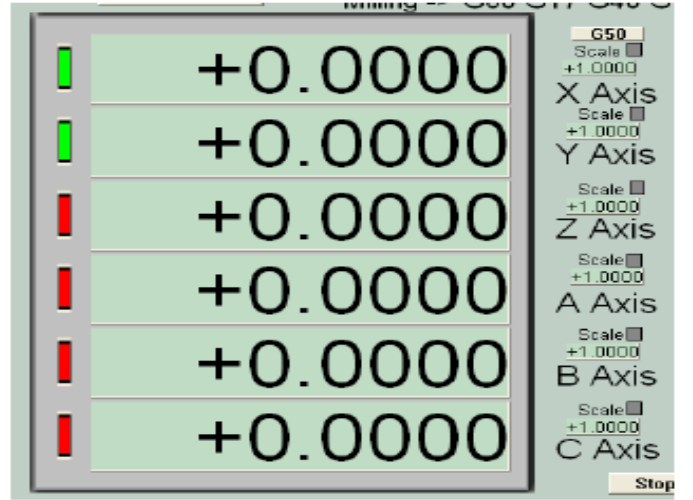 Milling ->
G50
+0.0000
Scale
+1.0000
X Axis
+0.0000
Scale
+1.0000
Y Axis
+0.0000
Scale
+1.0000
Z Axis
+0.0000
Scale
+1.0000
A Axis
+0.0000
Scale
+1.0000
B Axis
+0.0000
Scale
+1.0000
C Axis
Stop